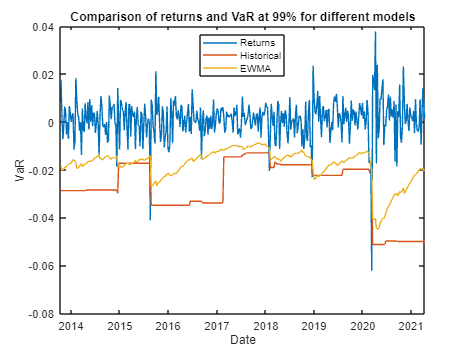 Comparison of returns and VaR at 99% for different models
Returns
Historical
EWMA
0.04
0.02
0
-0.02
-0.04
-0.06
-0.08
VaR
2014 2015 2016 2017 2018 2019 2020 2021
Date